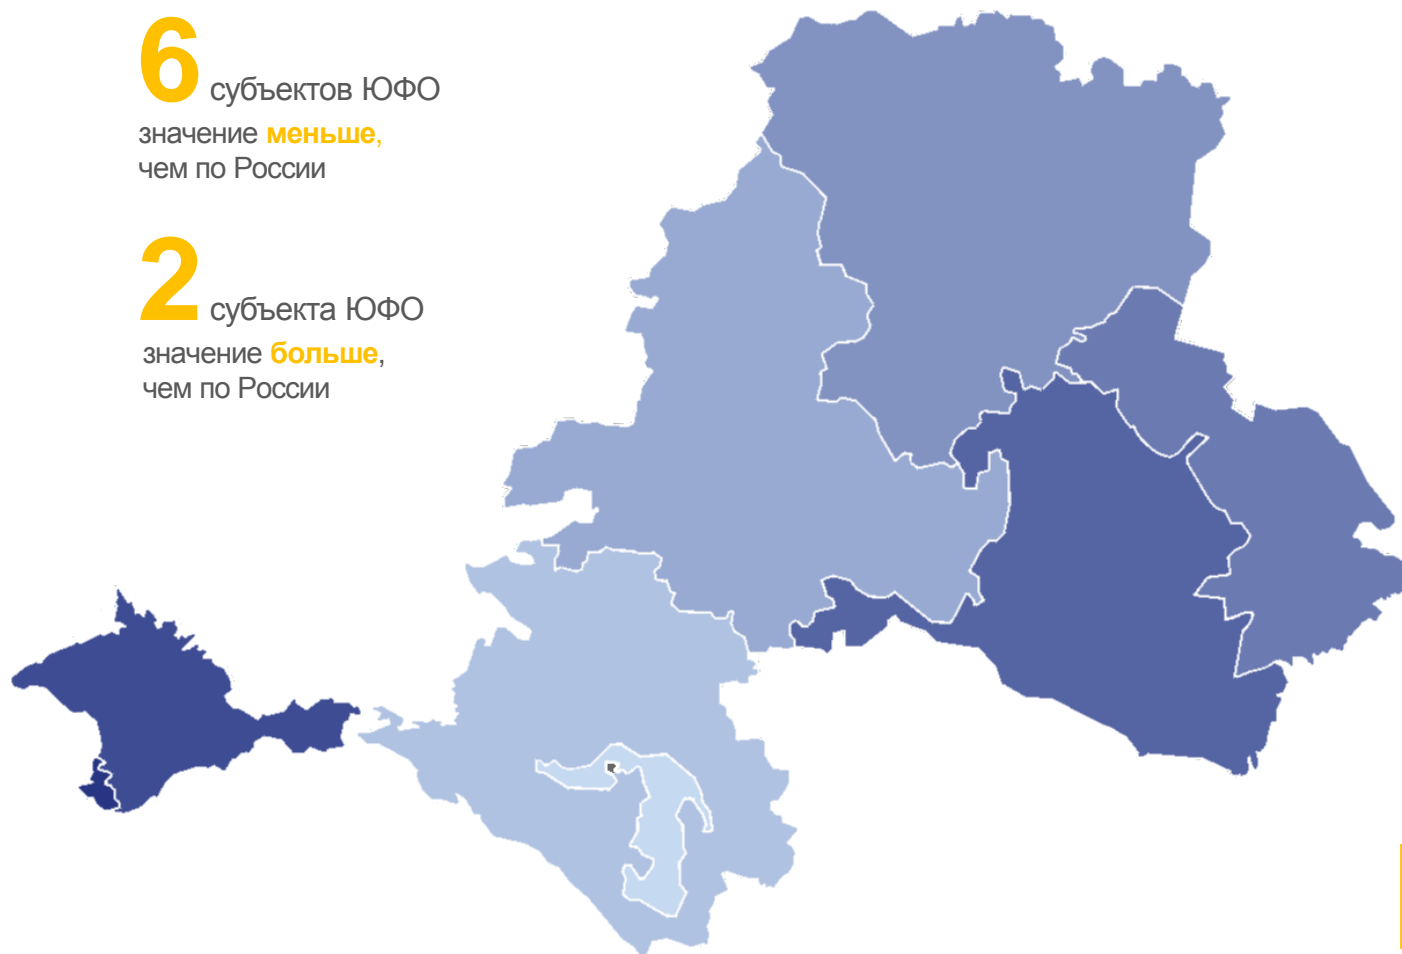 6 субъектов ЮФО
значение меньше,
чем по России
2 субъекта ЮФО
значение больше,
чем по России